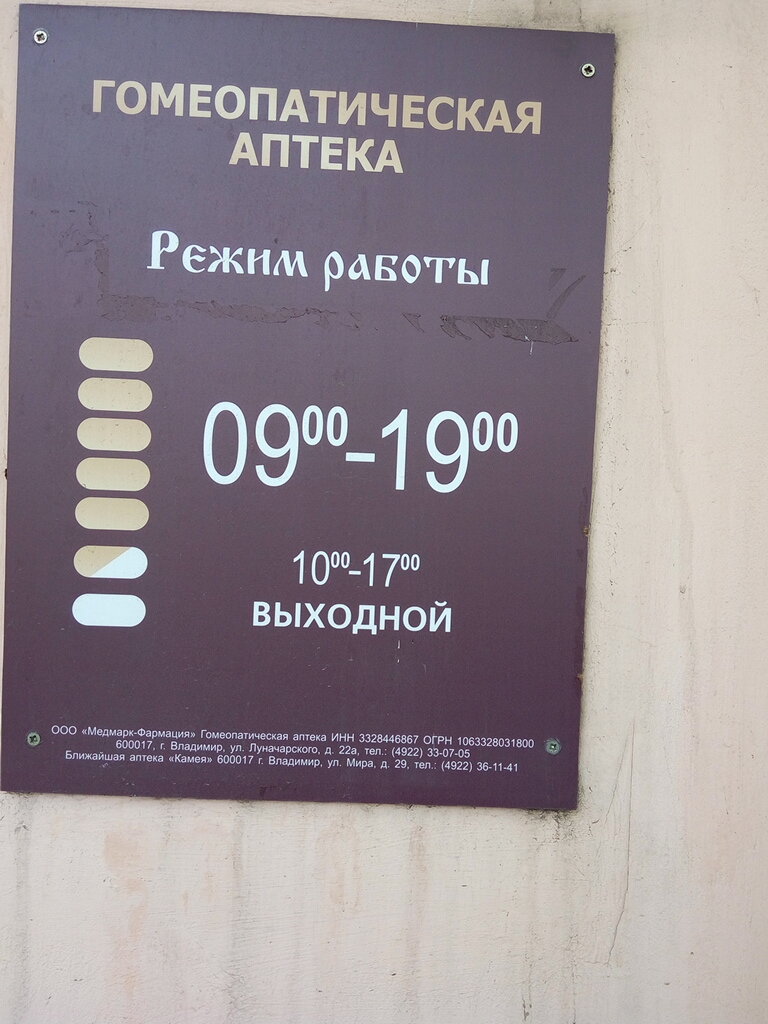 ГОМЕОПАТИЧЕСКАЯ
АПТЕКА
Режим работы
09⁰⁰-19⁰⁰
10⁰⁰-17⁰⁰
ВЫХОДНОЙ
ООО «Медмарк-Фармация» Гомеопатическая аптека ИНН 3328446867 ОГРН 1063328031800
600017, г. Владимир, ул. Луначарского, д. 22а, тел.: (4922) 33-07-05
Ближайшая аптека «Камея» 600017 г. Владимир, ул. Мира, д. 29, тел.: (4922) 36-11-41